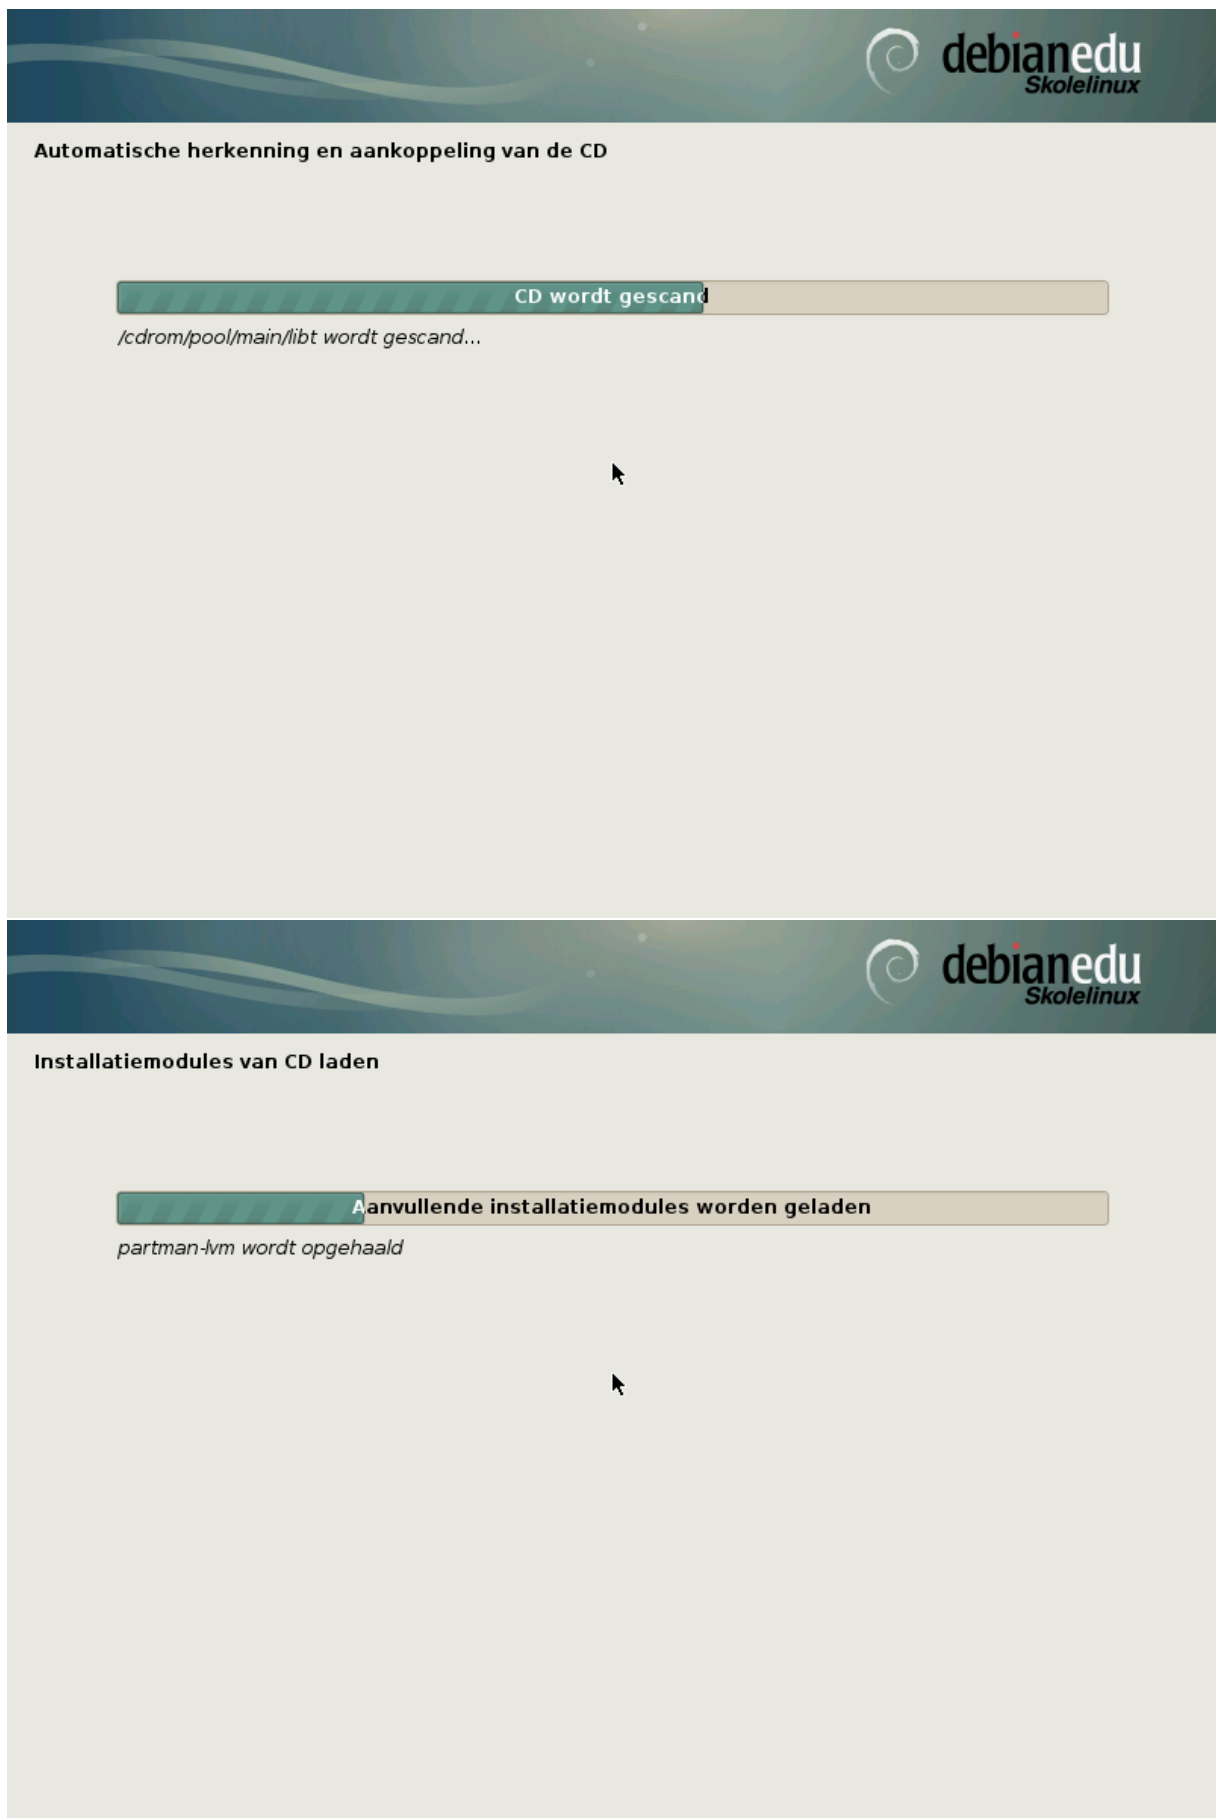 debianedu
Skolelinux
Automatische herkenning en aankoppeling van de CD
CD wordt gescand
/cdrom/pool/main/libt wordt gescand...
debianedu
Skolelinux
Installatiemodules van CD laden
Aanvullende installatiemodules worden geladen
partman-lvm wordt opgehaald